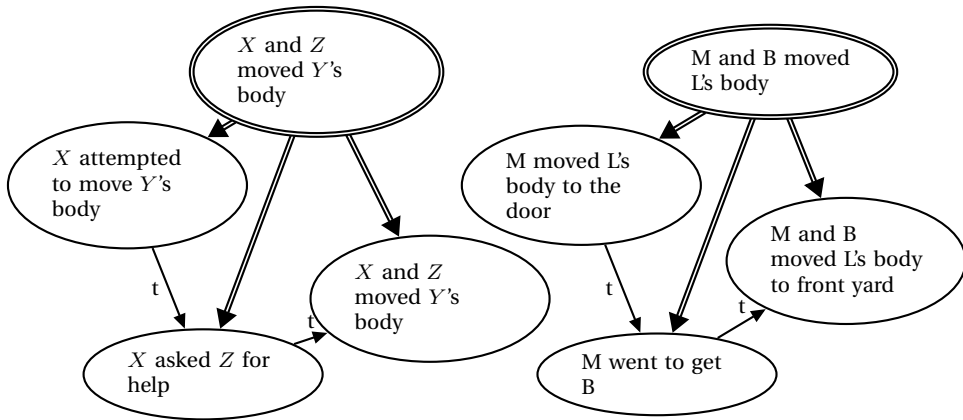 X and Z
moved Y's
body
X attempted
to move Y's
body
t
X asked Z for
help
t
X and Z
moved Y's
body
M and B moved
L's body
M moved L's
body to the
door
t
M went to get
B
t
M and B
moved L's body
to front yard